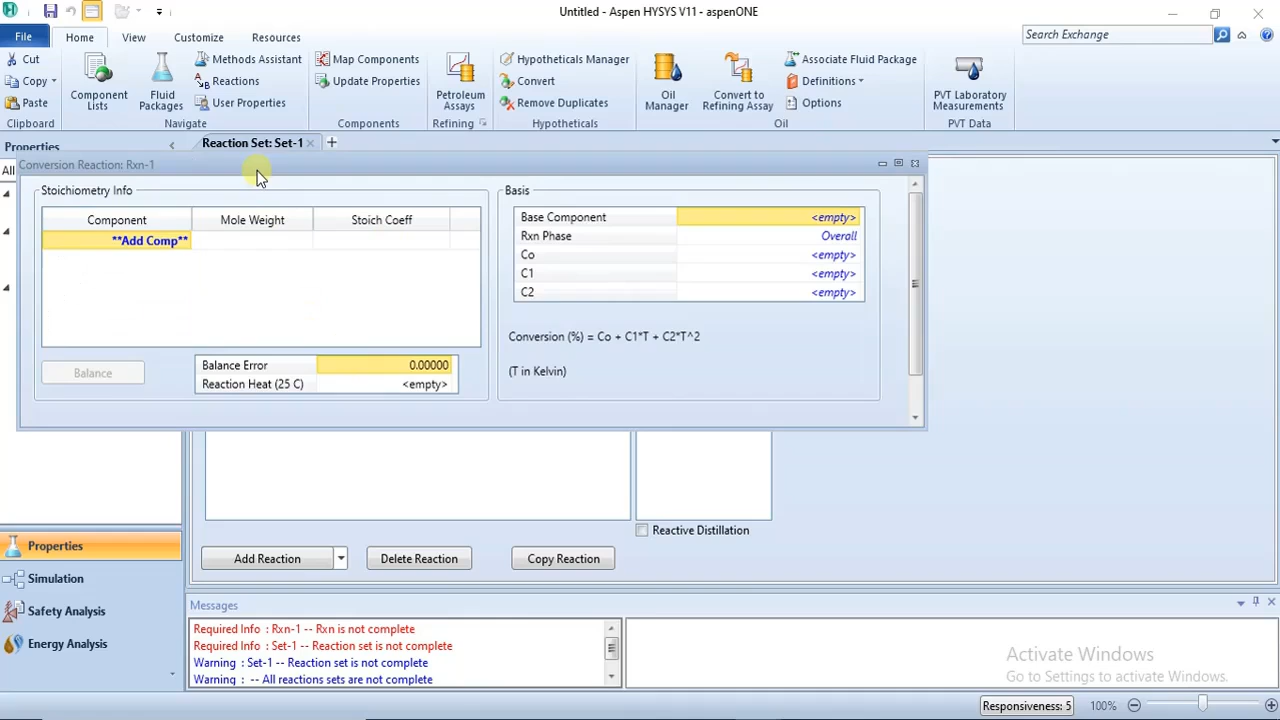 Untitled - Aspen HYSYS V11 - aspenONE
File
Home
View
Customize
Resources
Search Exchange
Cut
Copy
Paste
Clipboard
Component Lists
Fluid Packages
Methods Assistant
Reactions
User Properties
Navigate
Map Components
Update Properties
Components
Petroleum Assays
Refining
Hypotheticals Manager
Convert
Remove Duplicates
Hypotheticals
Oil Manager
Convert to Refining Assay
Associate Fluid Package
Definitions
Options
Oil
PVT Laboratory Measurements
PVT Data
Properties
Reaction Set: Set-1
All
Conversion Reaction: Rxn-1
Stoichiometry Info
Component Mole Weight Stoich Coeff
**Add Comp**
Balance
Balance Error 0.00000
Reaction Heat (25 C) <empty>
Basis
Base Component <empty>
Rxn Phase Overall
Co <empty>
C1 <empty>
C2 <empty>
Conversion (%) = Co + C1*T + C2*T^2
(T in Kelvin)
Reactive Distillation
Add Reaction
Delete Reaction
Copy Reaction
Properties
Simulation
Safety Analysis
Energy Analysis
Messages
Required Info : Rxn-1 -- Rxn is not complete
Required Info : Set-1 -- Reaction set is not complete
Warning : Set-1 -- Reaction set is not complete
Warning : -- All reactions sets are not complete
Activate Windows
Go to Settings to activate Windows.
Responsiveness: 5
100%